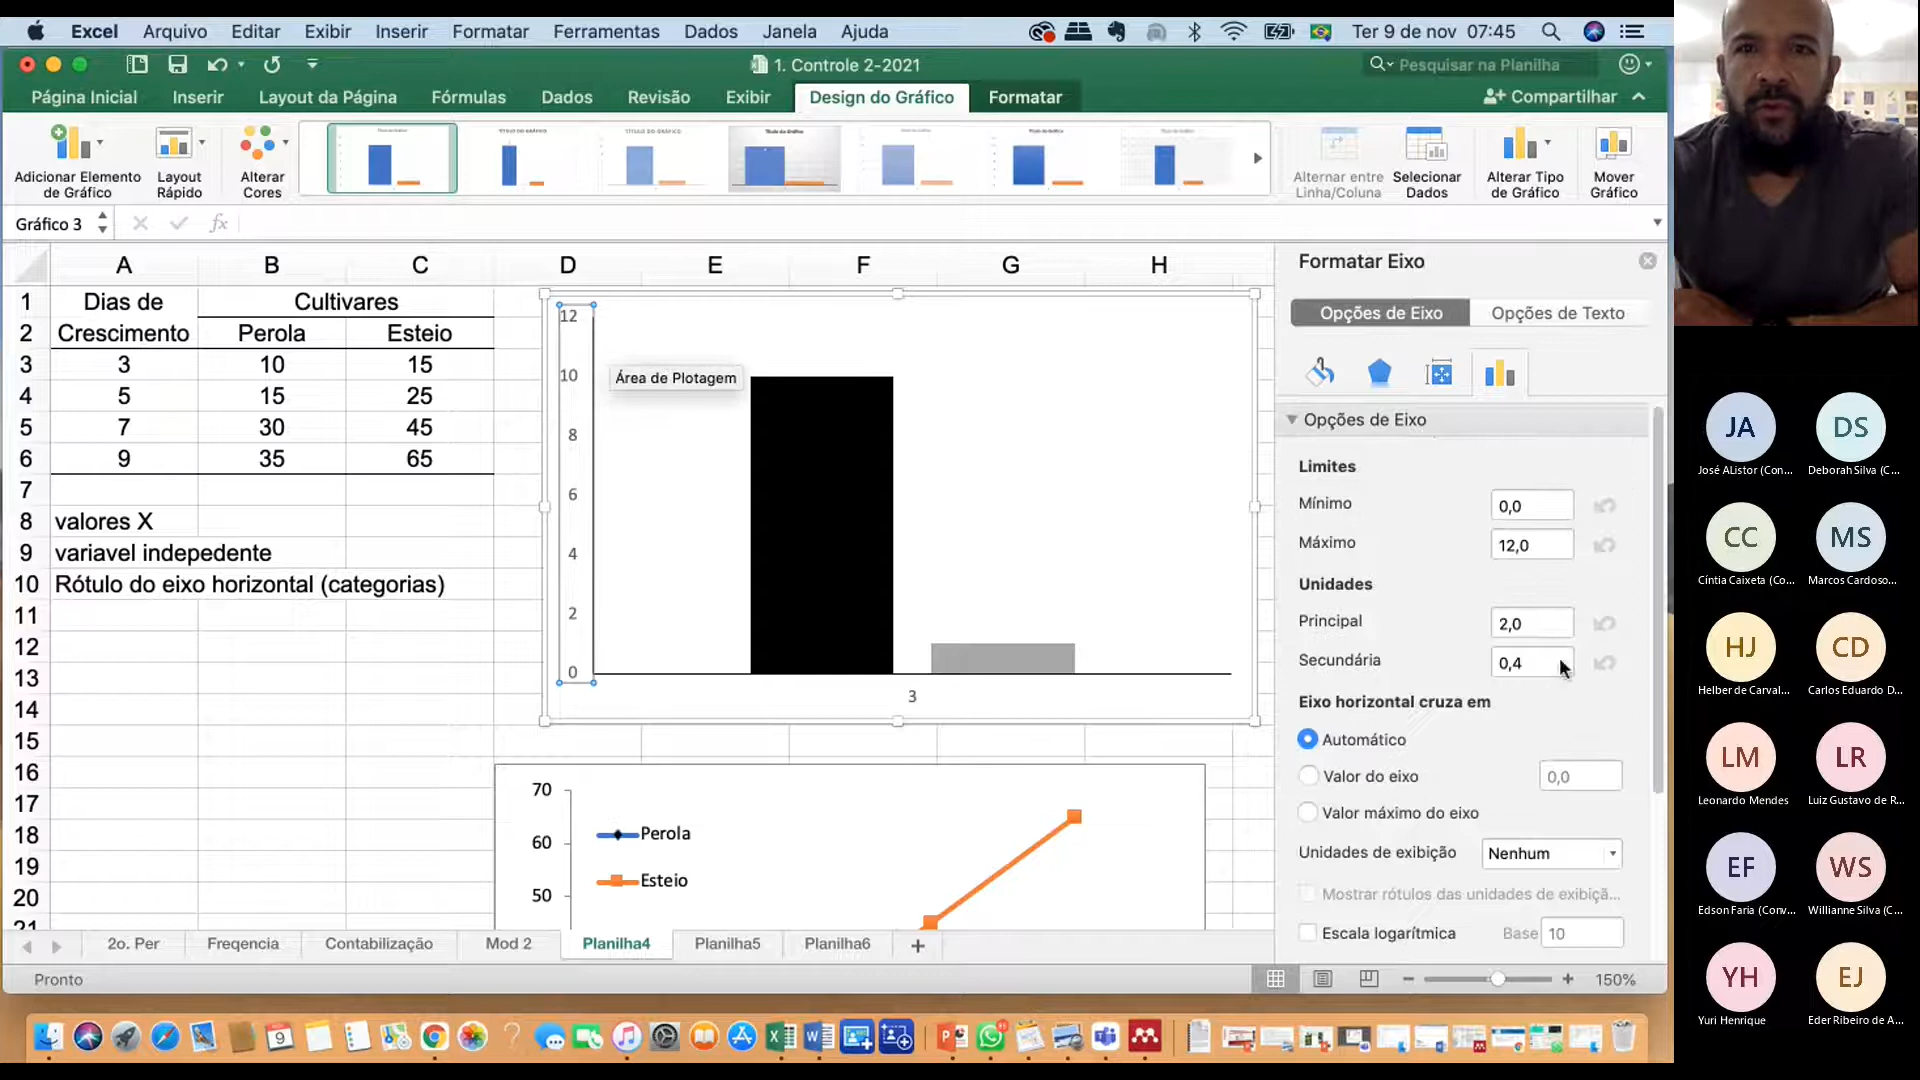 Excel Arquivo Editar Exibir Inserir Formatar Ferramentas Dados Janela Ajuda Ter 9 de nov 07:45
1. Controle 2-2021 Pesquisar na Planilha
Página Inicial Inserir Layout da Página Fórmulas Dados Revisão Exibir Design do Gráfico Formatar Compartilhar
Adicionar Elemento de Gráfico
Layout Rápido
Alterar Cores
Alternar entre Linha/Coluna
Selecionar Dados
Alterar Tipo de Gráfico
Mover Gráfico
Gráfico 3 fx
A B C D E F G H
1 Dias de Cultivares
2 Crescimento Perola Esteio
3 3 10 15
4 5 15 25
5 7 30 45
6 9 35 65
7
8 valores X
9 variavel indepedente
10 Rótulo do eixo horizontal (categorias)
11
12
13
14
15
16
17
18
19
20
21
12
10
8
6
4
2
0
Área de Plotagem
3
70
60
50
Perola
Esteio
Formatar Eixo
Opções de Eixo Opções de Texto
Opções de Eixo
Limites
Mínimo 0,0
Máximo 12,0
Unidades
Principal 2,0
Secundária 0,4
Eixo horizontal cruza em
Automático
Valor do eixo 0,0
Valor máximo do eixo
Unidades de exibição Nenhum
Mostrar rótulos das unidades de exibiçã...
Escala logarítmica Base 10
2o. Per Freqencia Contabilização Mod 2 Planilha4 Planilha5 Planilha6
Pronto 150%
JA DS
José AListor (Con... Deborah Silva (C...
CC MS
Cíntia Caixeta (Co... Marcos Cardoso...
HJ CD
Helber de Carval... Carlos Eduardo D...
LM LR
Leonardo Mendes Luiz Gustavo de R...
EF WS
Edson Faria (Conv... Willianne Silva (C...
YH EJ
Yuri Henrique Eder Ribeiro de A...